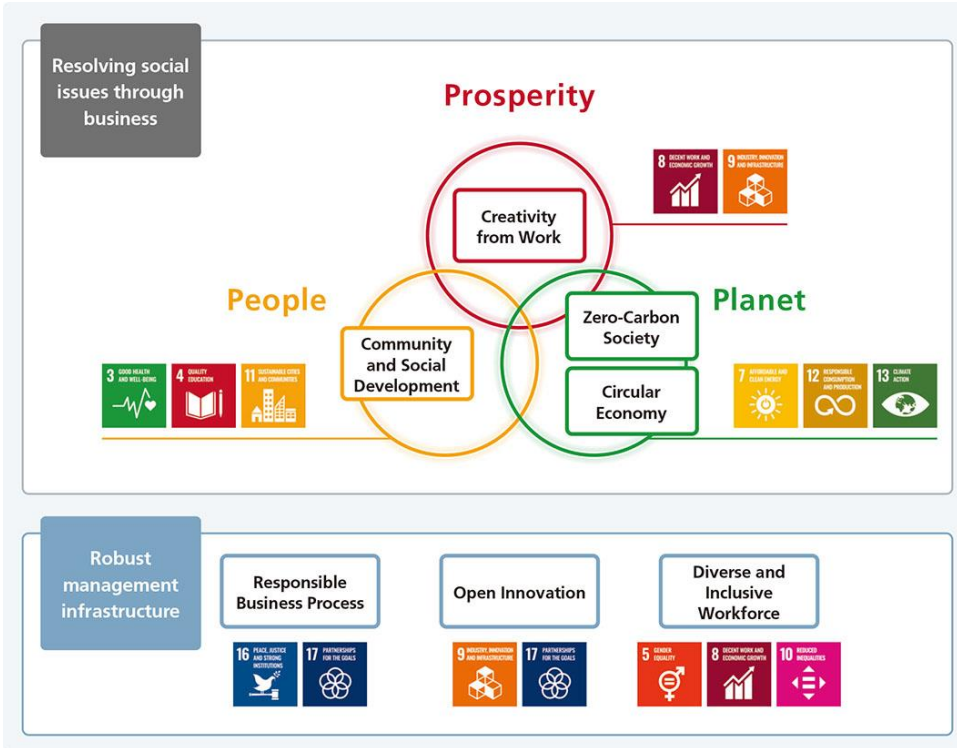 Resolving social
issues through
business
Prosperity
8 DECENT WORK AND
ECONOMIC GROWTH
9 INDUSTRY, INNOVATION
AND INFRASTRUCTURE
Creativity
from Work
People
Planet
Zero-Carbon
Society
Community
and Social
Development
Circular
Economy
3 GOOD HEALTH
AND WELL-BEING
4 QUALITY
EDUCATION
11 SUSTAINABLE CITIES
AND COMMUNITIES
7 AFFORDABLE AND
CLEAN ENERGY
12 RESPONSIBLE
CONSUMPTION
AND PRODUCTION
13 CLIMATE
ACTION
Robust
management
infrastructure
Responsible
Business Process
Open Innovation
Diverse and
Inclusive
Workforce
16 PEACE, JUSTICE
AND STRONG
INSTITUTIONS
17 PARTNERSHIPS
FOR THE GOALS
9 INDUSTRY, INNOVATION
AND INFRASTRUCTURE
17 PARTNERSHIPS
FOR THE GOALS
5 GENDER
EQUALITY
8 DECENT WORK AND
ECONOMIC GROWTH
10 REDUCED
INEQUALITIES